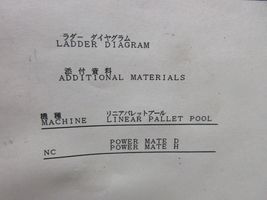 ラダー ダイヤグラム
LADDER DIAGRAM
添付資料
ADDITIONAL MATERIALS
機種 リニアパレットプール
MACHINE LINEAR PALLET POOL
POWER MATE D
NC POWER MATE H